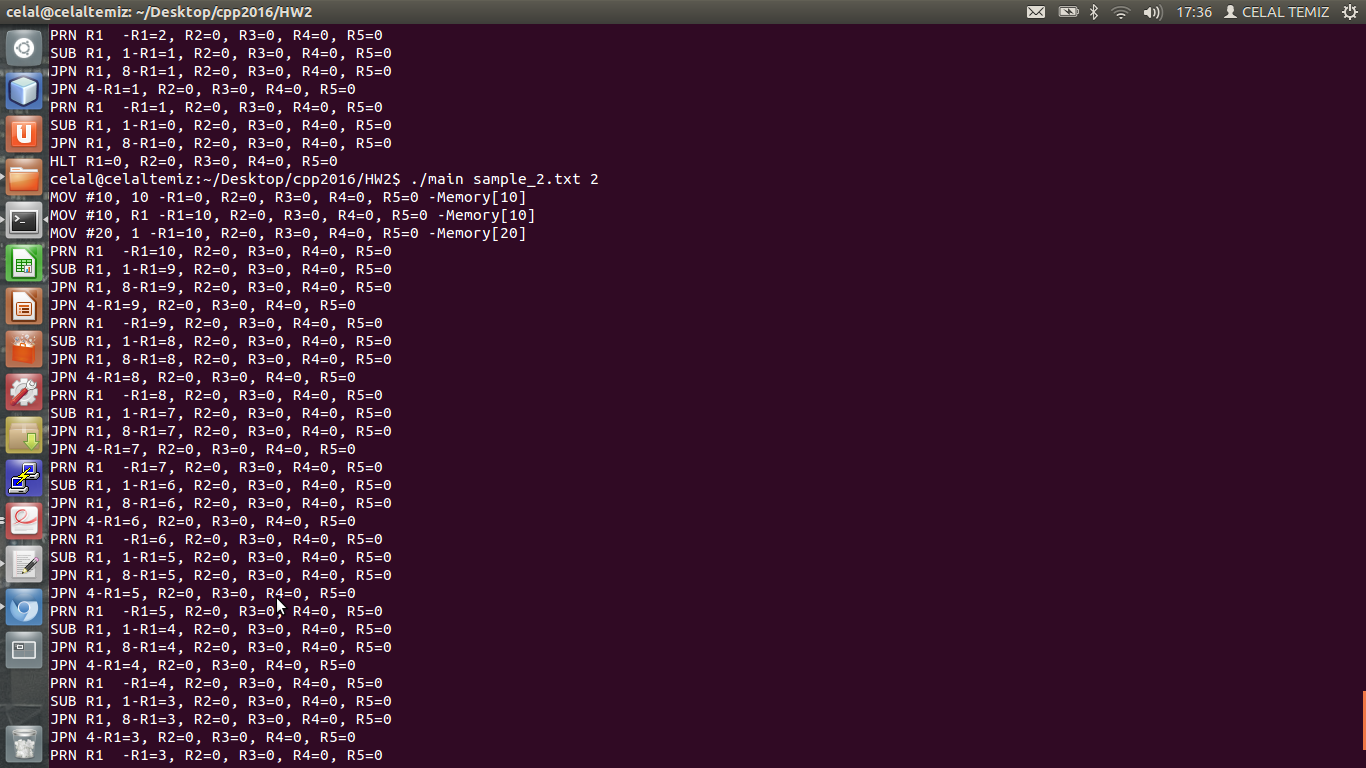 celal@celaltemiz: ~/Desktop/cpp2016/HW2
17:36 CELAL TEMIZ
PRN R1  -R1=2, R2=0, R3=0, R4=0, R5=0
SUB R1, 1-R1=1, R2=0, R3=0, R4=0, R5=0
JPN R1, 8-R1=1, R2=0, R3=0, R4=0, R5=0
JPN 4-R1=1, R2=0, R3=0, R4=0, R5=0
PRN R1  -R1=1, R2=0, R3=0, R4=0, R5=0
SUB R1, 1-R1=0, R2=0, R3=0, R4=0, R5=0
JPN R1, 8-R1=0, R2=0, R3=0, R4=0, R5=0
HLT R1=0, R2=0, R3=0, R4=0, R5=0
celal@celaltemiz:~/Desktop/cpp2016/HW2$ ./main sample_2.txt 2
MOV #10, 10 -R1=0, R2=0, R3=0, R4=0, R5=0 -Memory[10]
MOV #10, R1 -R1=10, R2=0, R3=0, R4=0, R5=0 -Memory[10]
MOV #20, 1 -R1=10, R2=0, R3=0, R4=0, R5=0 -Memory[20]
PRN R1  -R1=10, R2=0, R3=0, R4=0, R5=0
SUB R1, 1-R1=9, R2=0, R3=0, R4=0, R5=0
JPN R1, 8-R1=9, R2=0, R3=0, R4=0, R5=0
JPN 4-R1=9, R2=0, R3=0, R4=0, R5=0
PRN R1  -R1=9, R2=0, R3=0, R4=0, R5=0
SUB R1, 1-R1=8, R2=0, R3=0, R4=0, R5=0
JPN R1, 8-R1=8, R2=0, R3=0, R4=0, R5=0
JPN 4-R1=8, R2=0, R3=0, R4=0, R5=0
PRN R1  -R1=8, R2=0, R3=0, R4=0, R5=0
SUB R1, 1-R1=7, R2=0, R3=0, R4=0, R5=0
JPN R1, 8-R1=7, R2=0, R3=0, R4=0, R5=0
JPN 4-R1=7, R2=0, R3=0, R4=0, R5=0
PRN R1  -R1=7, R2=0, R3=0, R4=0, R5=0
SUB R1, 1-R1=6, R2=0, R3=0, R4=0, R5=0
JPN R1, 8-R1=6, R2=0, R3=0, R4=0, R5=0
JPN 4-R1=6, R2=0, R3=0, R4=0, R5=0
PRN R1  -R1=6, R2=0, R3=0, R4=0, R5=0
SUB R1, 1-R1=5, R2=0, R3=0, R4=0, R5=0
JPN R1, 8-R1=5, R2=0, R3=0, R4=0, R5=0
JPN 4-R1=5, R2=0, R3=0, R4=0, R5=0
PRN R1  -R1=5, R2=0, R3=0, R4=0, R5=0
SUB R1, 1-R1=4, R2=0, R3=0, R4=0, R5=0
JPN R1, 8-R1=4, R2=0, R3=0, R4=0, R5=0
JPN 4-R1=4, R2=0, R3=0, R4=0, R5=0
PRN R1  -R1=4, R2=0, R3=0, R4=0, R5=0
SUB R1, 1-R1=3, R2=0, R3=0, R4=0, R5=0
JPN R1, 8-R1=3, R2=0, R3=0, R4=0, R5=0
JPN 4-R1=3, R2=0, R3=0, R4=0, R5=0
PRN R1  -R1=3, R2=0, R3=0, R4=0, R5=0